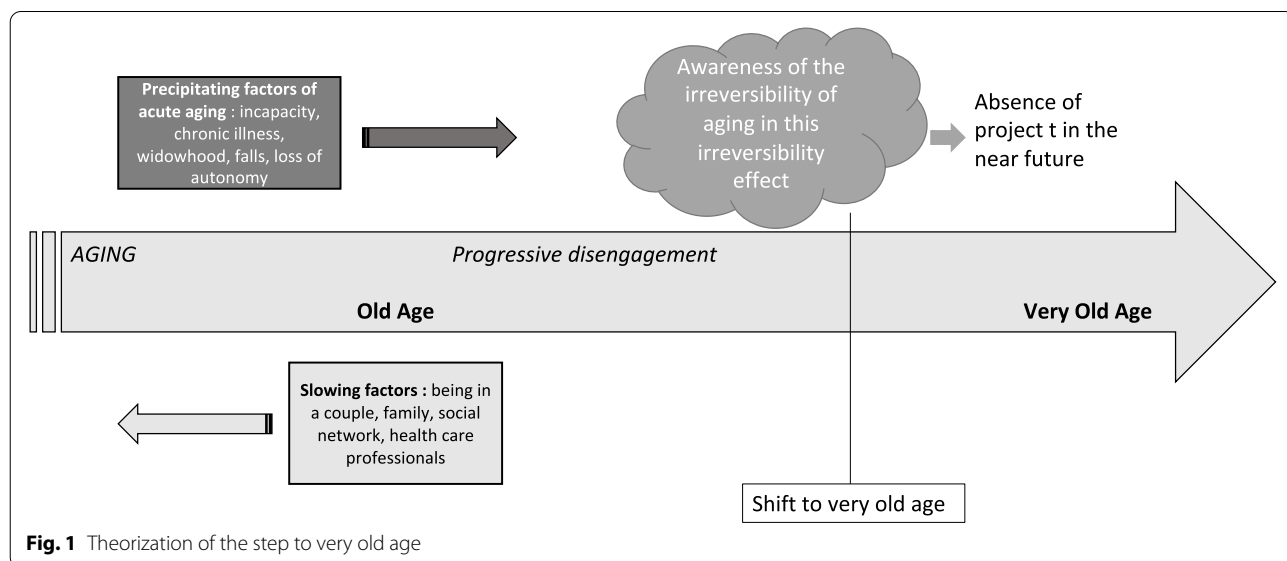 Precipitating factors of
acute aging : incapacity,
chronic illness,
widowhood, falls, loss of
autonomy
Awareness of the
irreversibility of
aging in this
irreversibility
effect
Absence of
project t in the
near future
AGING
Progressive disengagement
Old Age
Very Old Age
Slowing factors : being in
a couple, family, social
network, health care
professionals
Shift to very old age
Fig. 1 Theorization of the step to very old age